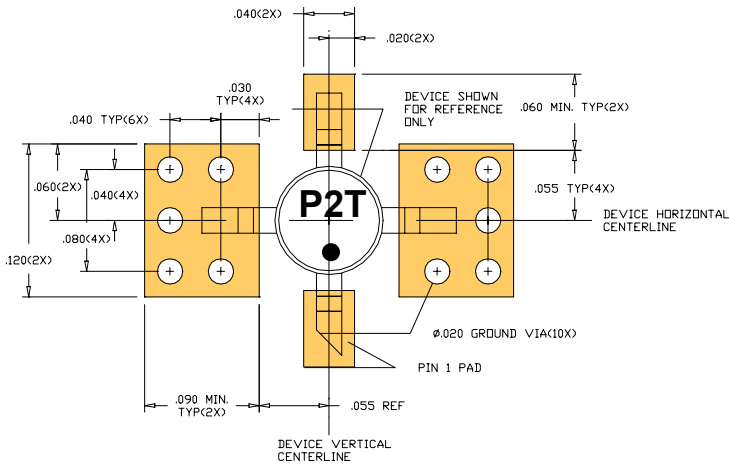 .040(2X)
.020(2X)
.030
TYP(4X)
.040 TYP(6X)
DEVICE SHOWN
FOR REFERENCE
ONLY
.060 MIN. TYP(2X)
.060(2X)
.040(4X)
.055 TYP(4X)
P2T
DEVICE HORIZONTAL
CENTERLINE
.080(4X)
.120(2X)
Ø.020 GROUND VIA(10X)
PIN 1 PAD
.090 MIN.
TYP(2X)
.055 REF
DEVICE VERTICAL
CENTERLINE